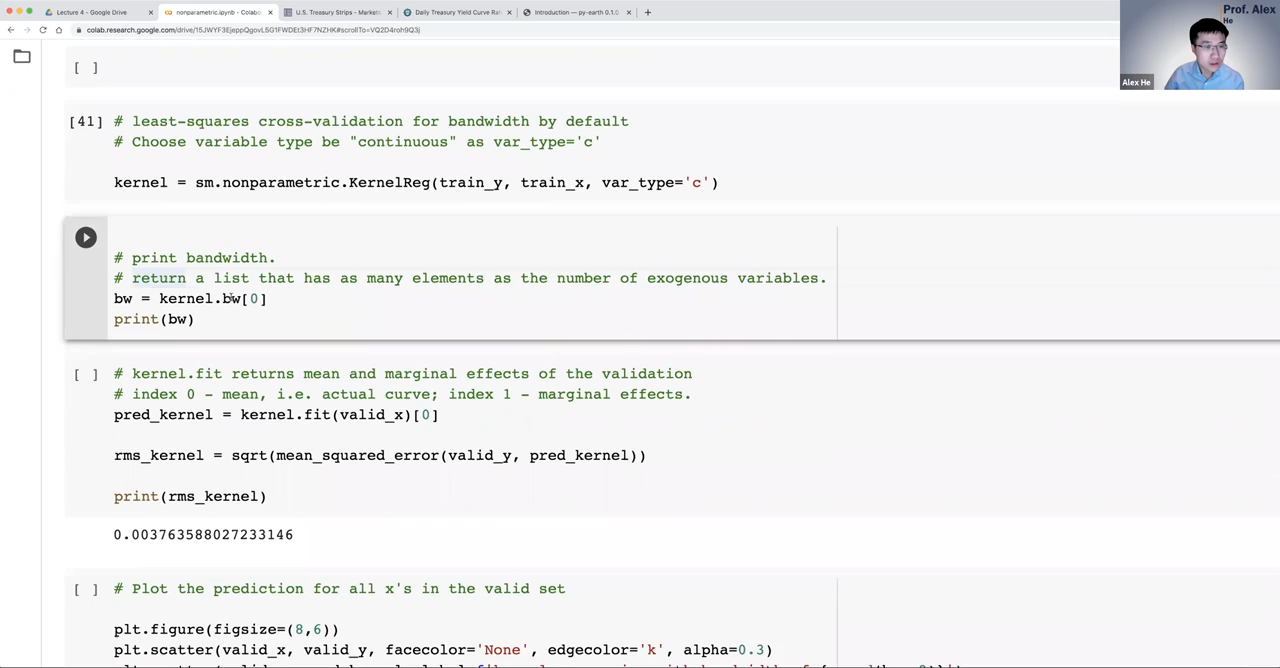 Lecture 4 - Google Drive
nonparametric.ipynb - Colabo
U.S. Treasury Strips - Markets
Daily Treasury Yield Curve Rat
Introduction — py-earth 0.1.0
colab.research.google.com/drive/15JWYF3EjeppQgovL5G1FWDEt3HF7NZHK#scrollTo=VQ2D4roh9Q3j
Prof. Alex
He
Alex He
[ ]
[41] # least-squares cross-validation for bandwidth by default
# Choose variable type be "continuous" as var_type='c'
kernel = sm.nonparametric.KernelReg(train_y, train_x, var_type='c')
# print bandwidth.
# return a list that has as many elements as the number of exogenous variables.
bw = kernel.bw[0]
print(bw)
[ ] # kernel.fit returns mean and marginal effects of the validation
# index 0 - mean, i.e. actual curve; index 1 - marginal effects.
pred_kernel = kernel.fit(valid_x)[0]
rms_kernel = sqrt(mean_squared_error(valid_y, pred_kernel))
print(rms_kernel)
0.003763588027233146
[ ] # Plot the prediction for all x's in the valid set
plt.figure(figsize=(8,6))
plt.scatter(valid_x, valid_y, facecolor='None', edgecolor='k', alpha=0.3)